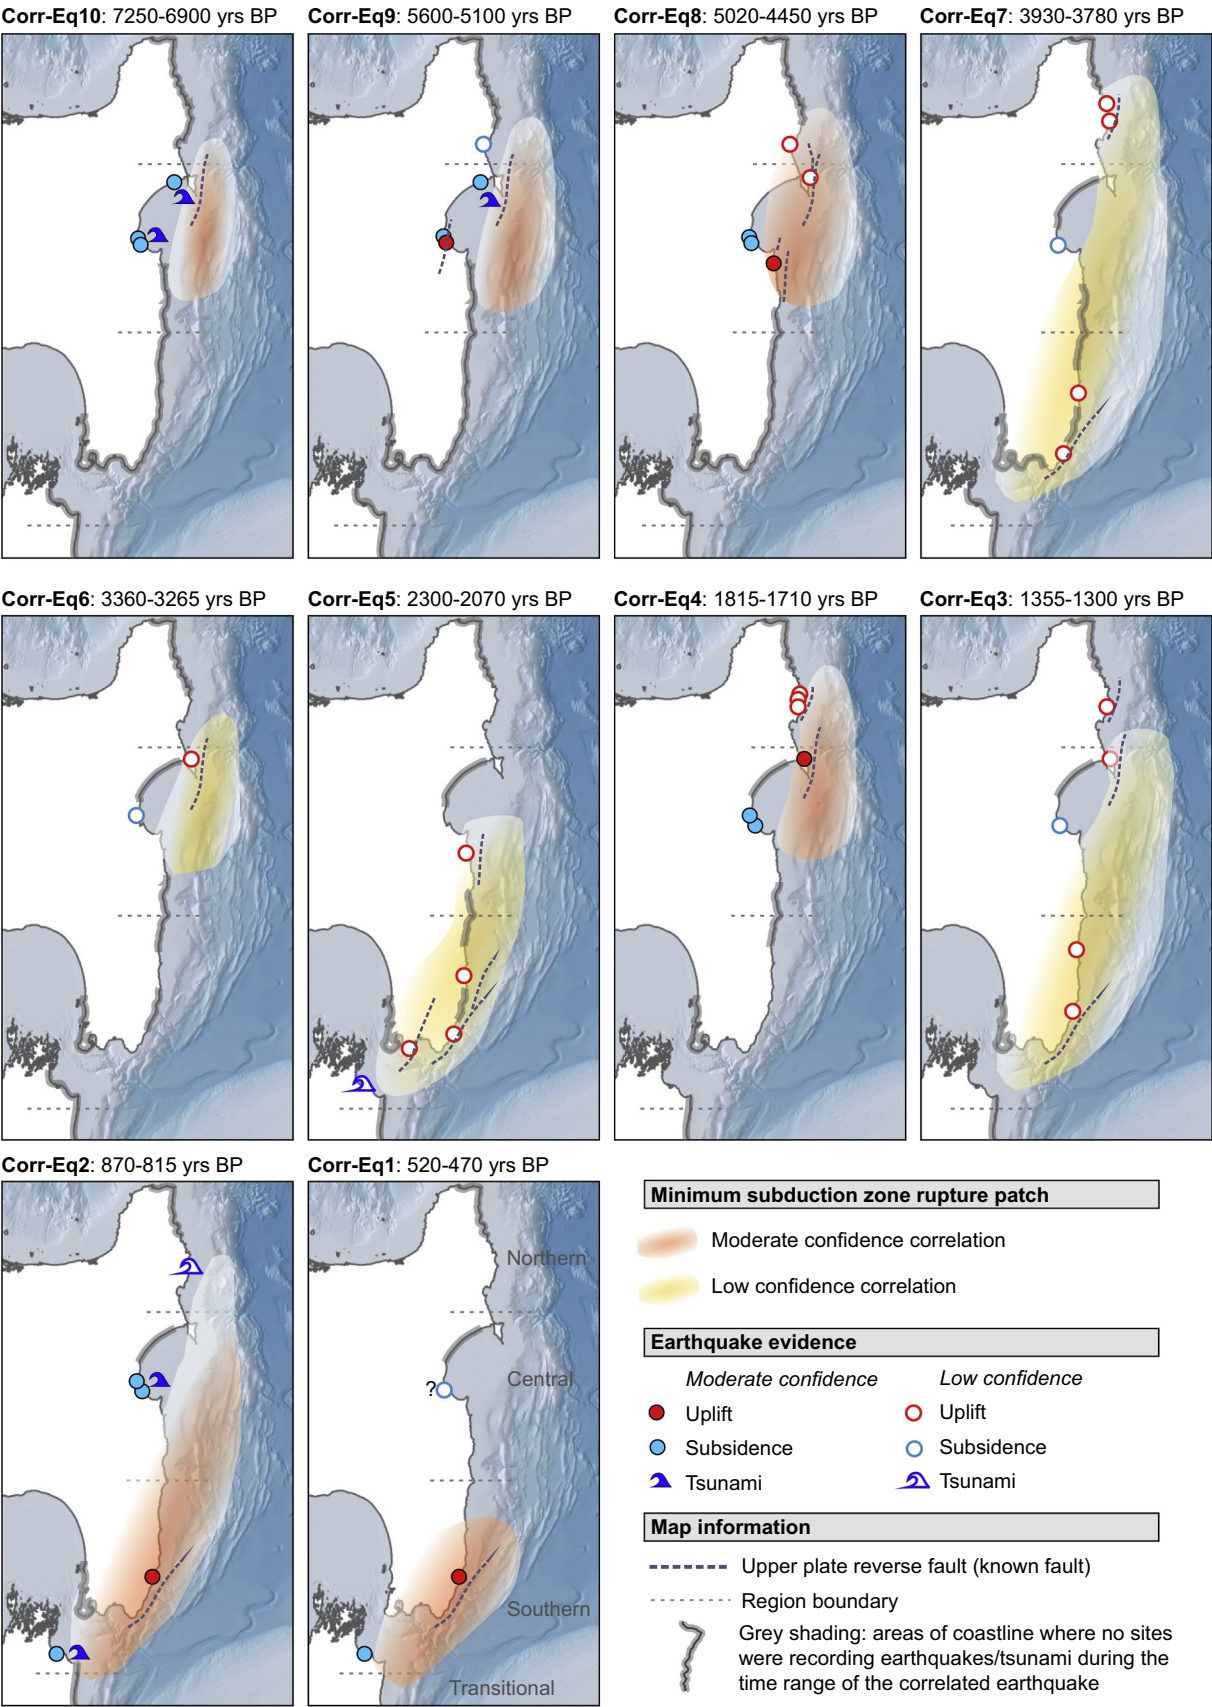 Corr-Eq10: 7250-6900 yrs BP
Corr-Eq9: 5600-5100 yrs BP
Corr-Eq8: 5020-4450 yrs BP
Corr-Eq7: 3930-3780 yrs BP
Corr-Eq6: 3360-3265 yrs BP
Corr-Eq5: 2300-2070 yrs BP
Corr-Eq4: 1815-1710 yrs BP
Corr-Eq3: 1355-1300 yrs BP
Corr-Eq2: 870-815 yrs BP
Corr-Eq1: 520-470 yrs BP
Northern
Central
?
Southern
Transitional
Minimum subduction zone rupture patch
Moderate confidence correlation
Low confidence correlation
Earthquake evidence
Moderate confidence
Low confidence
Uplift
Uplift
Subsidence
Subsidence
Tsunami
Tsunami
Map information
Upper plate reverse fault (known fault)
Region boundary
Grey shading: areas of coastline where no sites
were recording earthquakes/tsunami during the
time range of the correlated earthquake